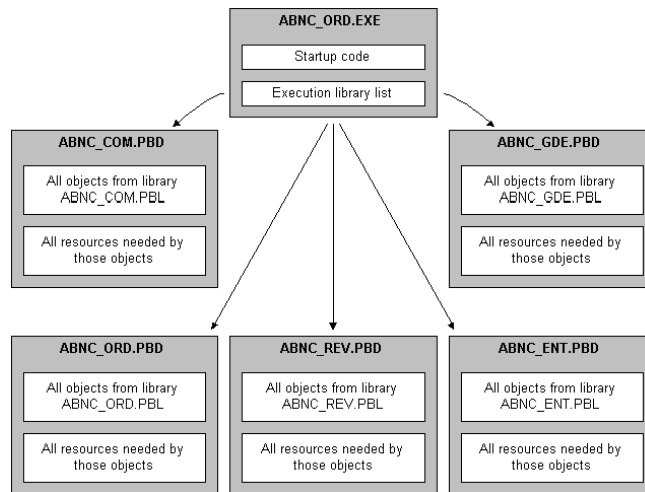 ABNC_ORD.EXE
Startup code
Execution library list
ABNC_COM.PBD
All objects from library
ABNC_COM.PBL
All resources needed by
those objects
ABNC_GDE.PBD
All objects from library
ABNC_GDE.PBL
All resources needed by
those objects
ABNC_ORD.PBD
All objects from library
ABNC_ORD.PBL
All resources needed by
those objects
ABNC_REV.PBD
All objects from library
ABNC_REV.PBL
All resources needed by
those objects
ABNC_ENT.PBD
All objects from library
ABNC_ENT.PBL
All resources needed by
those objects